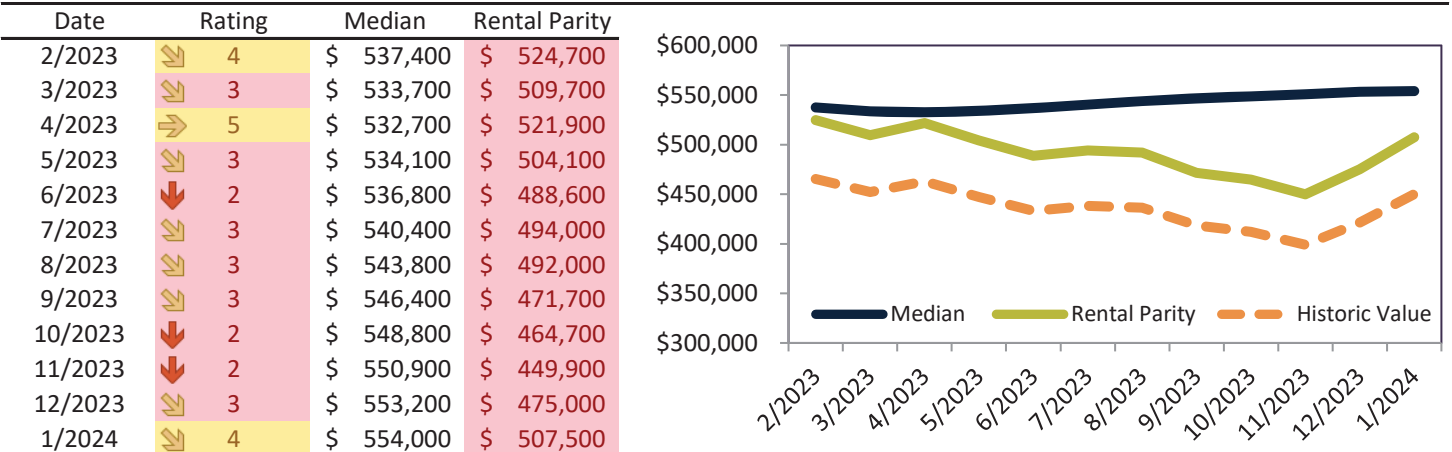 Date Rating Median Rental Parity
2/2023 4 $ 537,400 $ 524,700
3/2023 3 $ 533,700 $ 509,700
4/2023 5 $ 532,700 $ 521,900
5/2023 3 $ 534,100 $ 504,100
6/2023 2 $ 536,800 $ 488,600
7/2023 3 $ 540,400 $ 494,000
8/2023 3 $ 543,800 $ 492,000
9/2023 3 $ 546,400 $ 471,700
10/2023 2 $ 548,800 $ 464,700
11/2023 2 $ 550,900 $ 449,900
12/2023 3 $ 553,200 $ 475,000
1/2024 4 $ 554,000 $ 507,500
$600,000
$550,000
$500,000
$450,000
$400,000
$350,000
$300,000
Median Rental Parity Historic Value
2/2023 3/2023 4/2023 5/2023 6/2023 7/2023 8/2023 9/2023 10/2023 11/2023 12/2023 1/2024